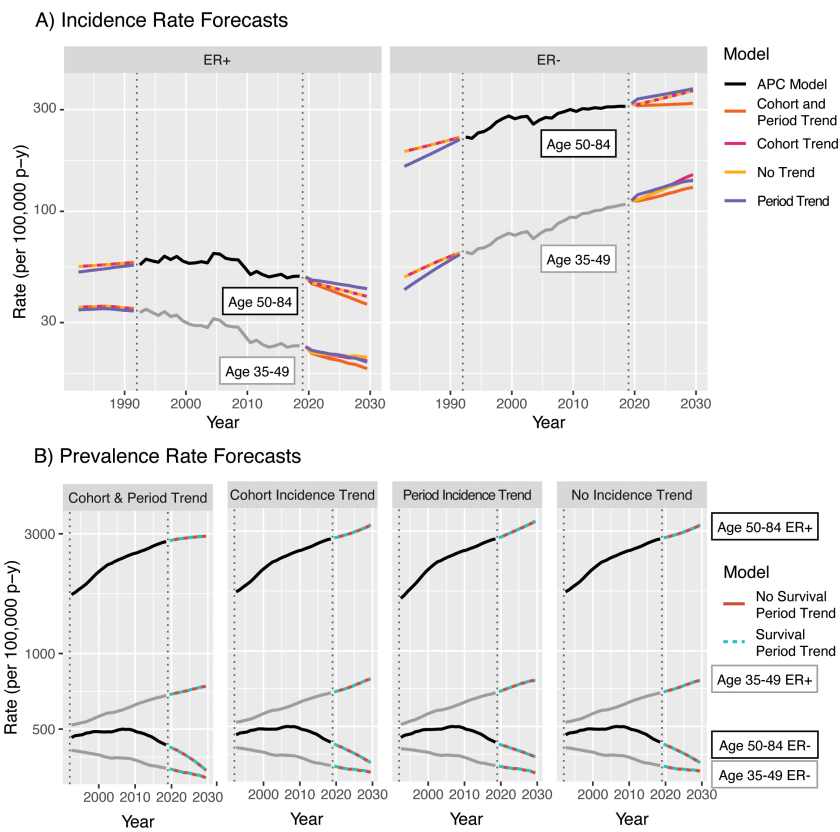 A) Incidence Rate Forecasts
ER+
ER-
Model
APC Model
Cohort and
Period Trend
Cohort Trend
No Trend
Period Trend
Rate (per 100,000 p−y)
300
100
30
Age 50-84
Age 35-49
Age 50-84
Age 35-49
1990
2000
2010
2020
2030
1990
2000
2010
2020
2030
Year
Year
B) Prevalence Rate Forecasts
Cohort & Period Trend
Cohort Incidence Trend
Period Incidence Trend
No Incidence Trend
Rate (per 100,000 p−y)
3000
1000
500
Age 50-84 ER+
Model
No Survival
Period Trend
Survival
Period Trend
Age 35-49 ER+
Age 50-84 ER-
Age 35-49 ER-
2000
2010
2020
2030
2000
2010
2020
2030
2000
2010
2020
2030
2000
2010
2020
2030
Year
Year
Year
Year